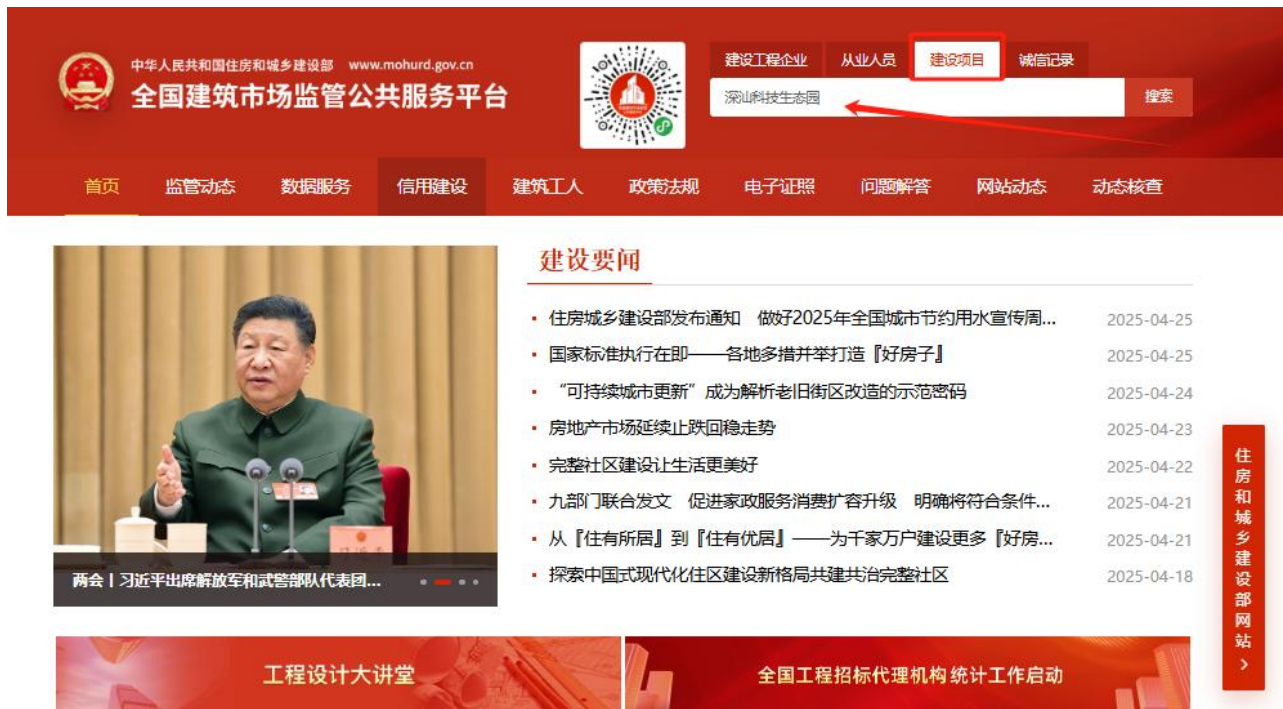 中华人民共和国住房和城乡建设部 www.mohurd.gov.cn
全国建筑市场监管公共服务平台
建设工程企业 从业人员 建设项目 诚信记录
深汕科技生态园 搜索
首页 监管动态 数据服务 信用建设 建筑工人 政策法规 电子证照 问题解答 网站动态 动态核查
建设要闻
住房城乡建设部发布通知 做好2025年全国城市节约用水宣传周... 2025-04-25
国家标准执行在即——各地多措并举打造『好房子』 2025-04-25
“可持续城市更新”成为解析老旧街区改造的示范密码 2025-04-24
房地产市场延续止跌回稳走势 2025-04-23
完整社区建设让生活更美好 2025-04-22
九部门联合发文 促进家政服务消费扩容升级 明确将符合条件... 2025-04-21
从『住有所居』到『住有优居』——为千家万户建设更多『好房... 2025-04-21
探索中国式现代化住区建设新格局共建共治完整社区 2025-04-18
两会丨习近平出席解放军和武警部队代表团...
住房和城乡建设部网站 >
工程设计大讲堂
全国工程招标代理机构统计工作启动